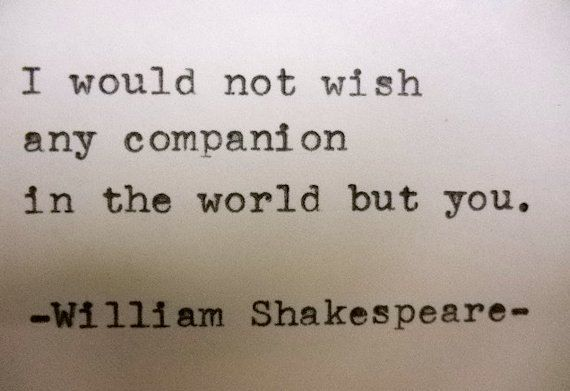 I would not wish
any companion
in the world but you.
-William Shakespeare-